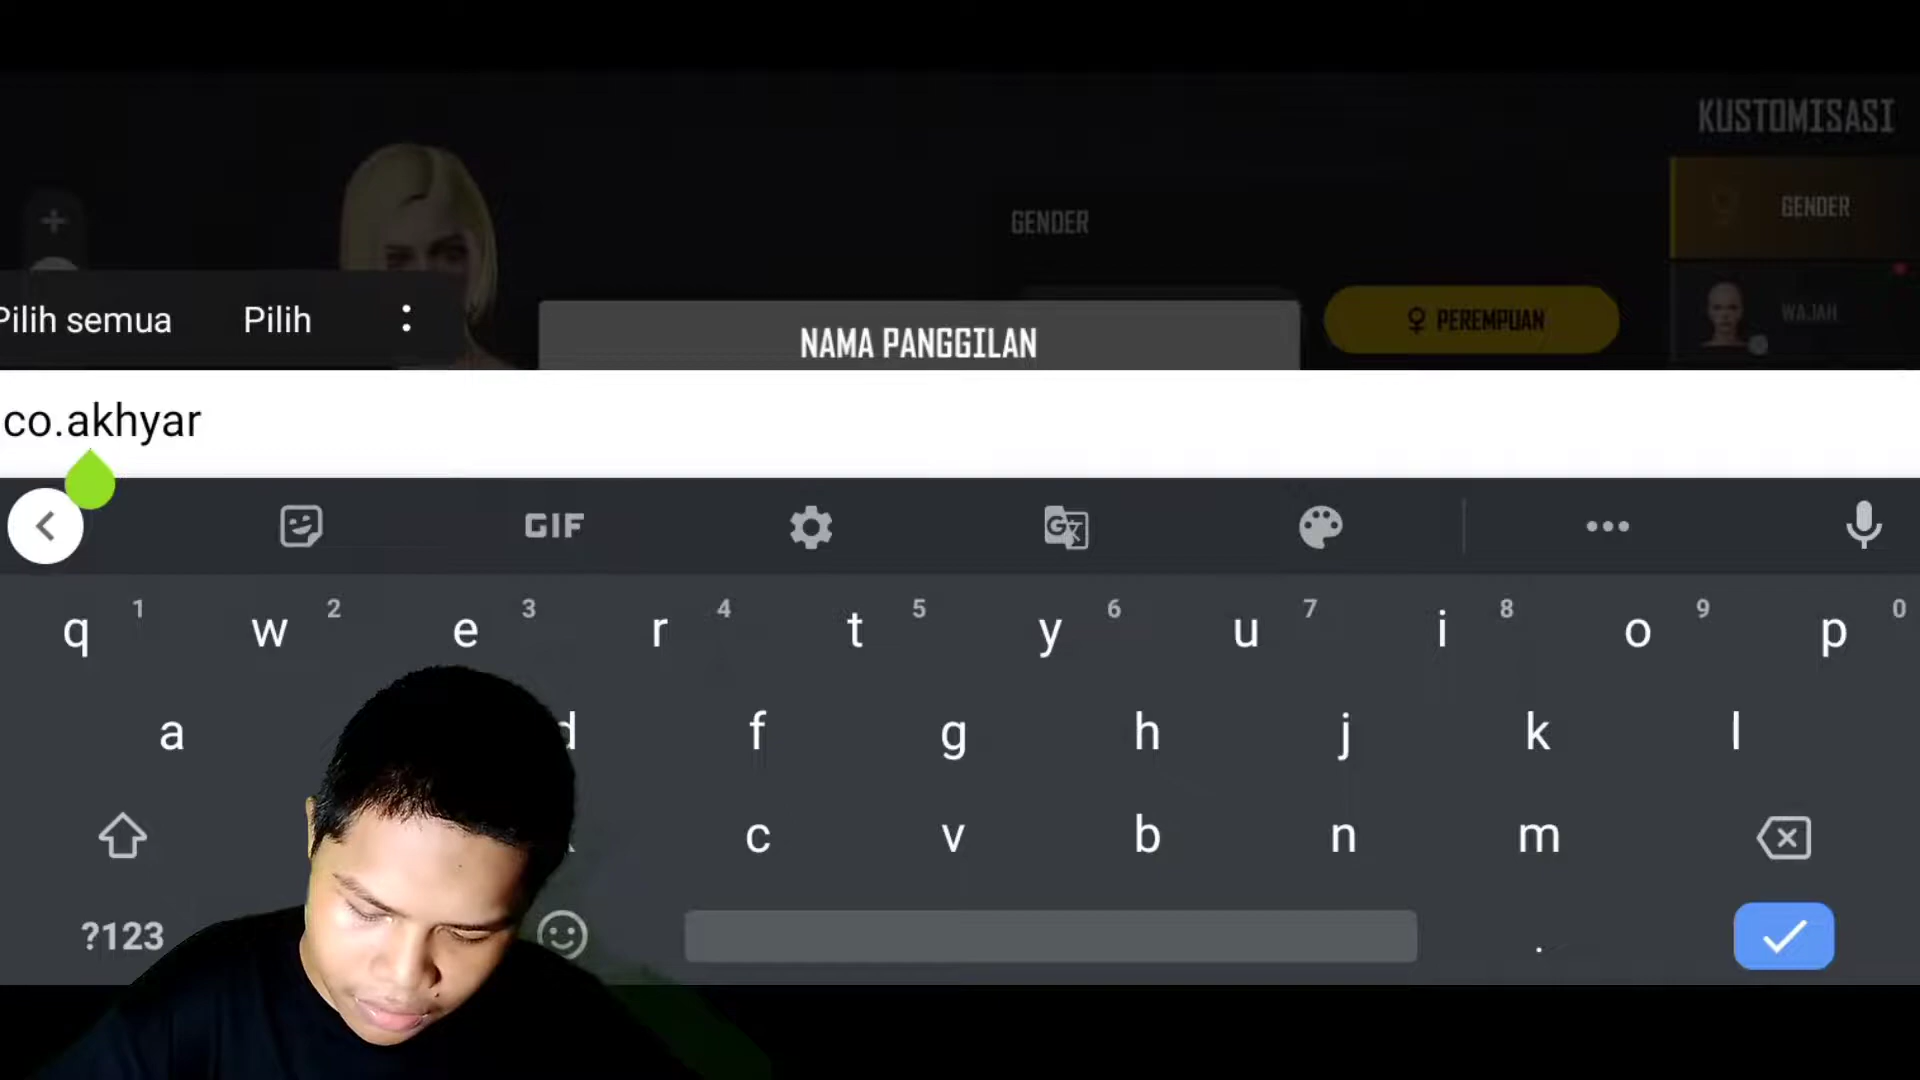 KUSTOMISASI
GENDER
GENDER
Pilih semua
Pilih
NAMA PANGGILAN
PEREMPUAN
WAJAH
co.akhyar
GIF
G
q 1 w 2 e 3 r 4 t 5 y 6 u 7 i 8 o 9 p 0
a d f g h j k l
c v b n m
?123 .